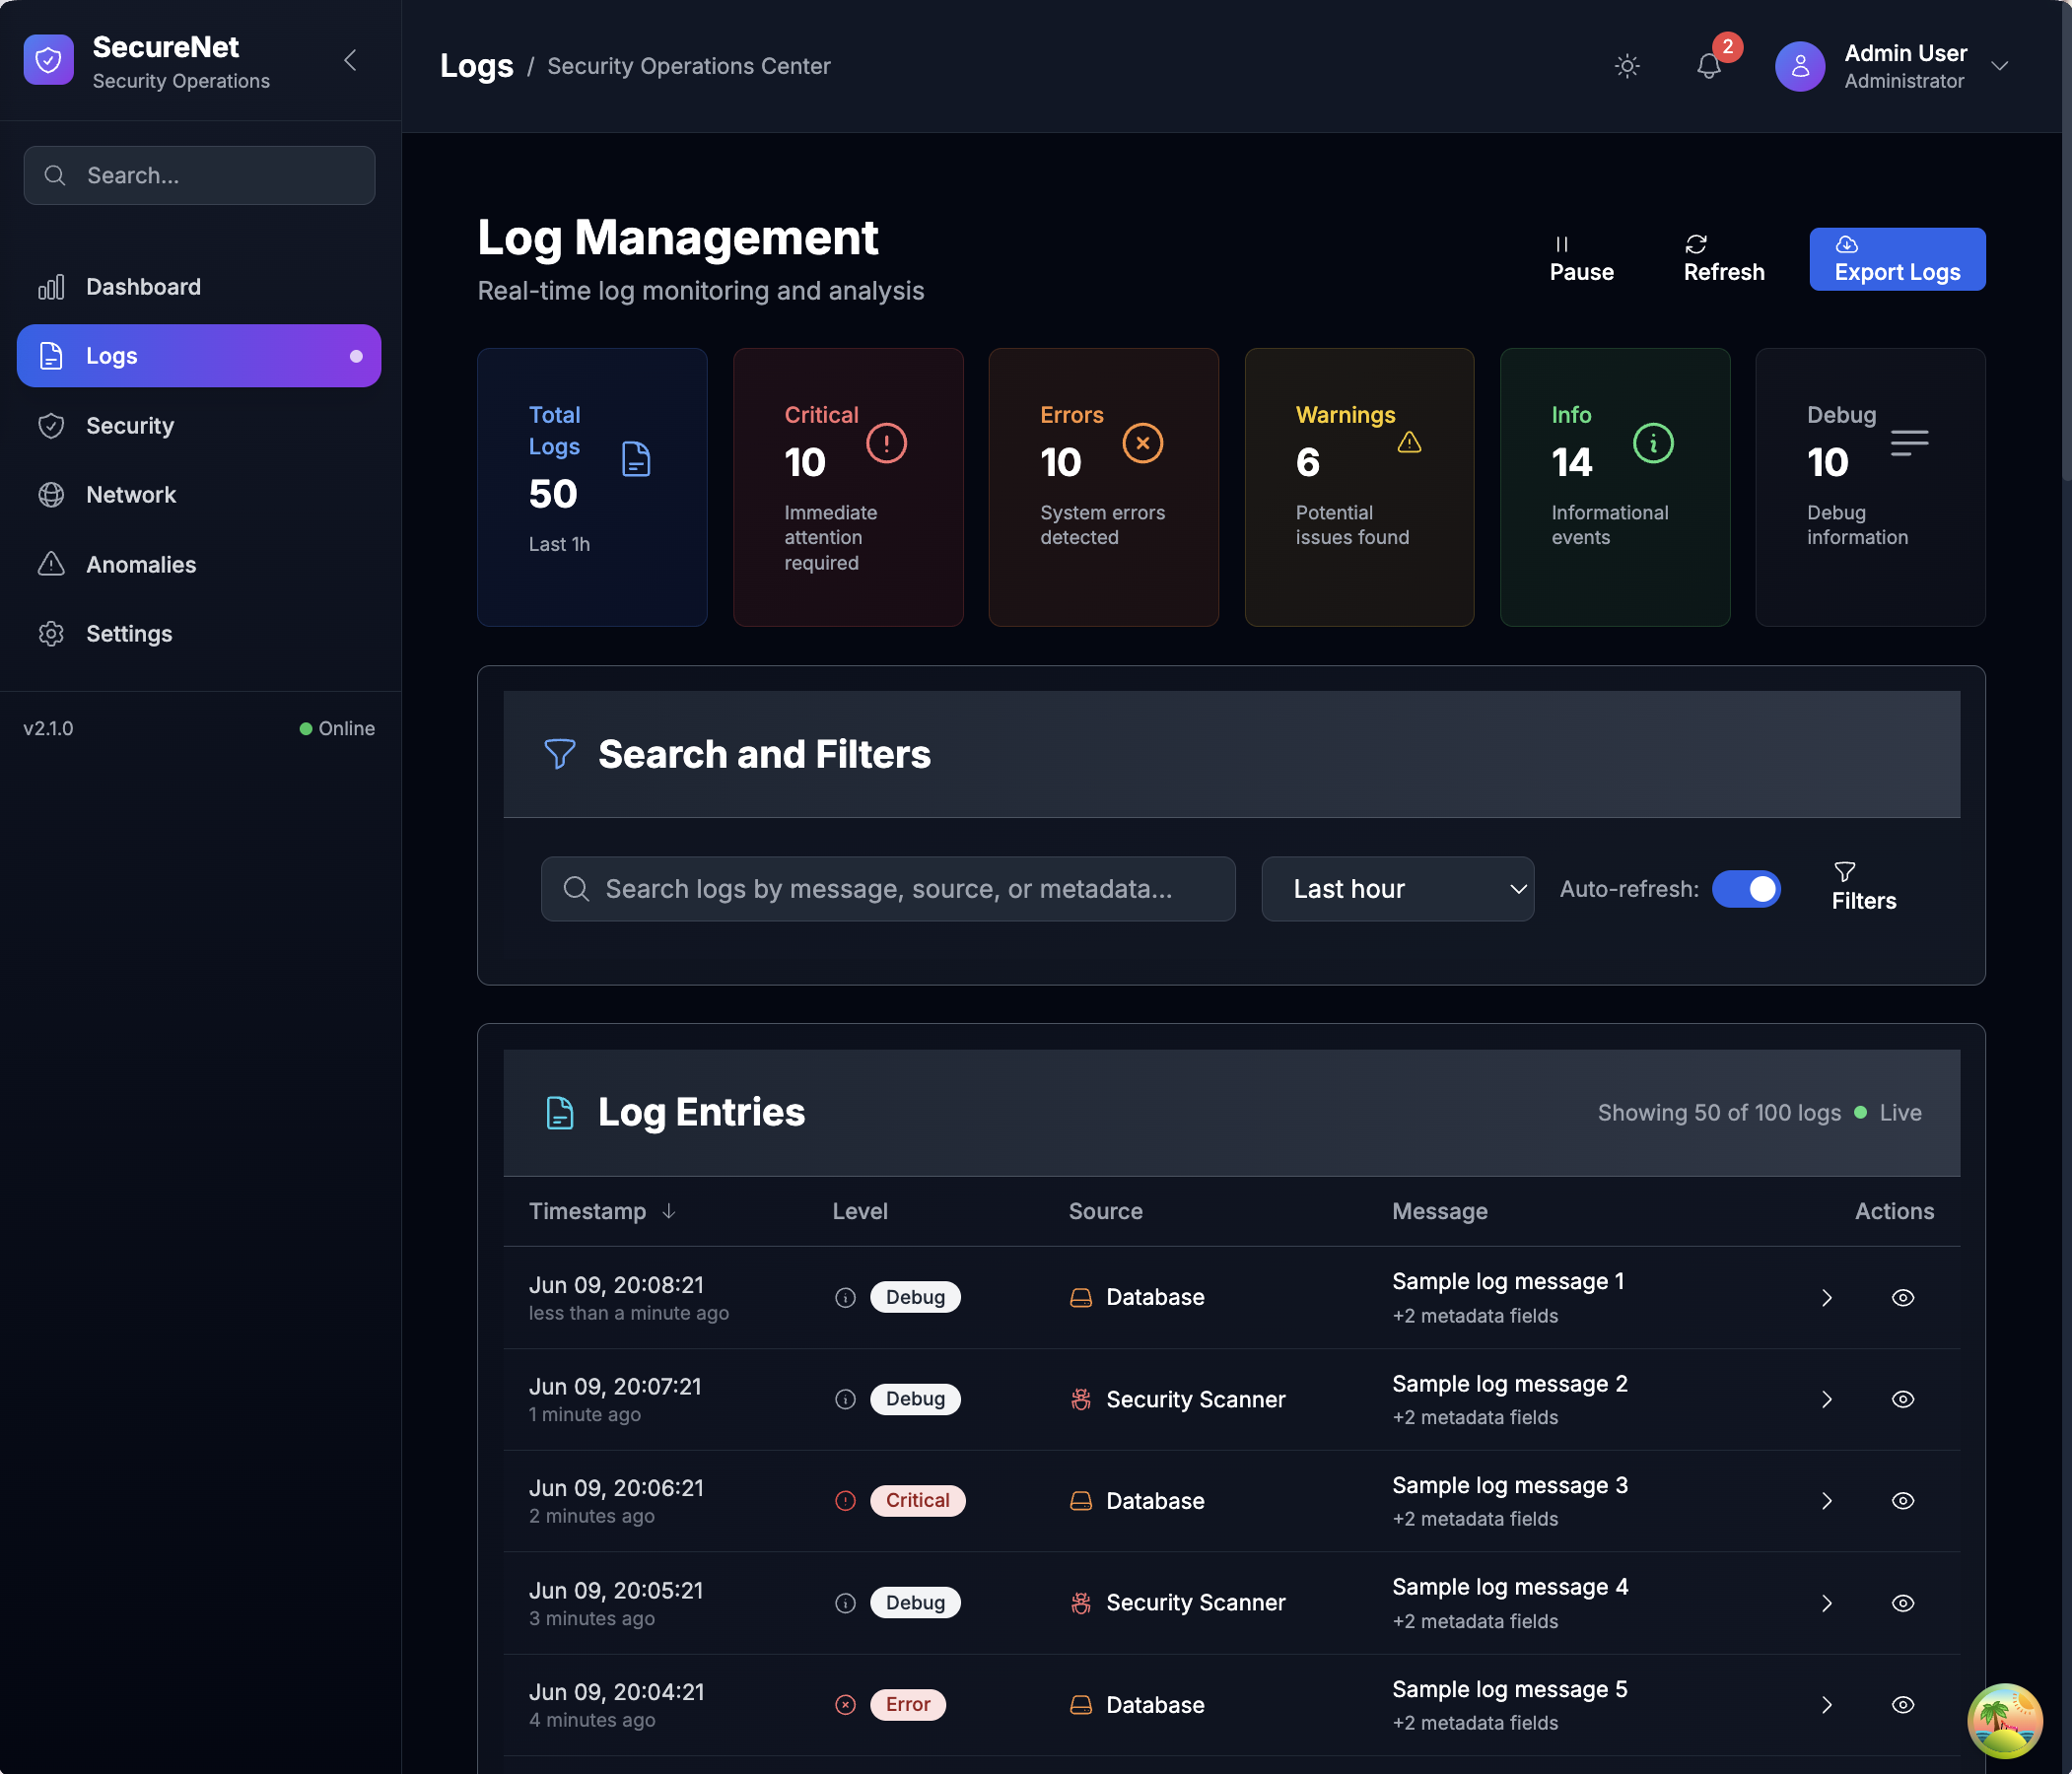 SecureNet
Security Operations
Search...
Dashboard
Logs
Security
Network
Anomalies
Settings
v2.1.0
Online
Logs / Security Operations Center
2
Admin User
Administrator
Log Management
Real-time log monitoring and analysis
Pause
Refresh
Export Logs
Total
Logs
50
Last 1h
Critical
10
Immediate
attention
required
Errors
10
System errors
detected
Warnings
6
Potential
issues found
Info
14
Informational
events
Debug
10
Debug
information
Search and Filters
Search logs by message, source, or metadata...
Last hour
Auto-refresh:
Filters
Log Entries
Showing 50 of 100 logs
Live
Timestamp ↓ Level Source Message Actions
Jun 09, 20:08:21
less than a minute ago
Debug
Database
Sample log message 1
+2 metadata fields
Jun 09, 20:07:21
1 minute ago
Debug
Security Scanner
Sample log message 2
+2 metadata fields
Jun 09, 20:06:21
2 minutes ago
Critical
Database
Sample log message 3
+2 metadata fields
Jun 09, 20:05:21
3 minutes ago
Debug
Security Scanner
Sample log message 4
+2 metadata fields
Jun 09, 20:04:21
4 minutes ago
Error
Database
Sample log message 5
+2 metadata fields